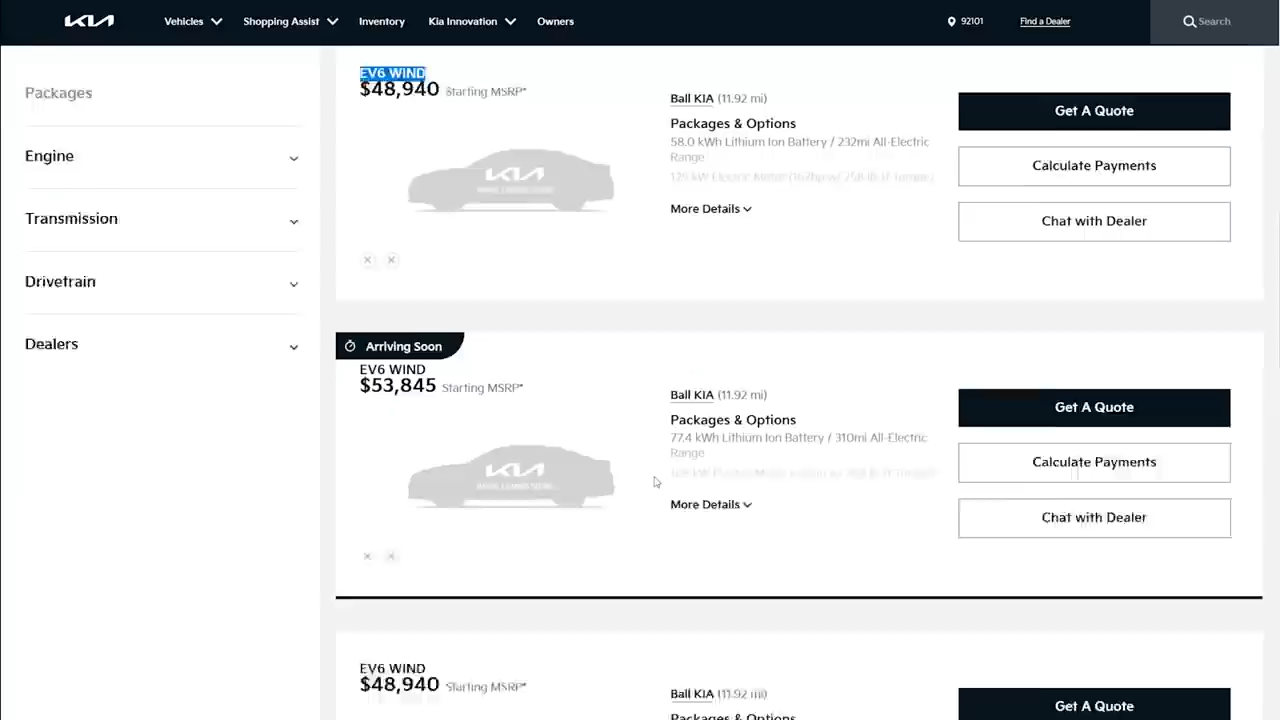 KIA Vehicles Shopping Assist Inventory Kia Innovation Owners 92101 Find a Dealer Search
Packages
Engine
Transmission
Drivetrain
Dealers
EV6 WIND
$48,940 Starting MSRP*
KIA
Ball KIA (11.92 mi)
Packages & Options
58.0 kWh Lithium Ion Battery / 232mi All-Electric
Range
More Details
Get A Quote
Calculate Payments
Chat with Dealer
Arriving Soon
EV6 WIND
$53,845 Starting MSRP*
KIA
Ball KIA (11.92 mi)
Packages & Options
77.4 kWh Lithium Ion Battery / 310mi All-Electric
Range
More Details
Get A Quote
Calculate Payments
Chat with Dealer
EV6 WIND
$48,940 Starting MSRP*
Ball KIA (11.92 mi)
Packages & Options
Get A Quote